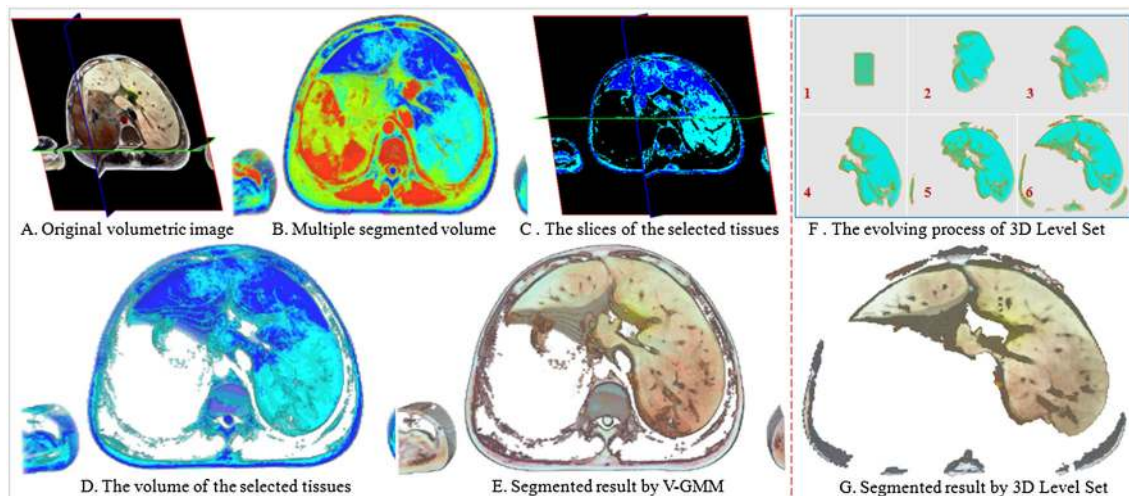 1
2
3
4
5
6
A. Original volumetric image
B. Multiple segmented volume
C . The slices of the selected tissues
F . The evolving process of 3D Level Set
D. The volume of the selected tissues
E. Segmented result by V-GMM
G. Segmented result by 3D Level Set